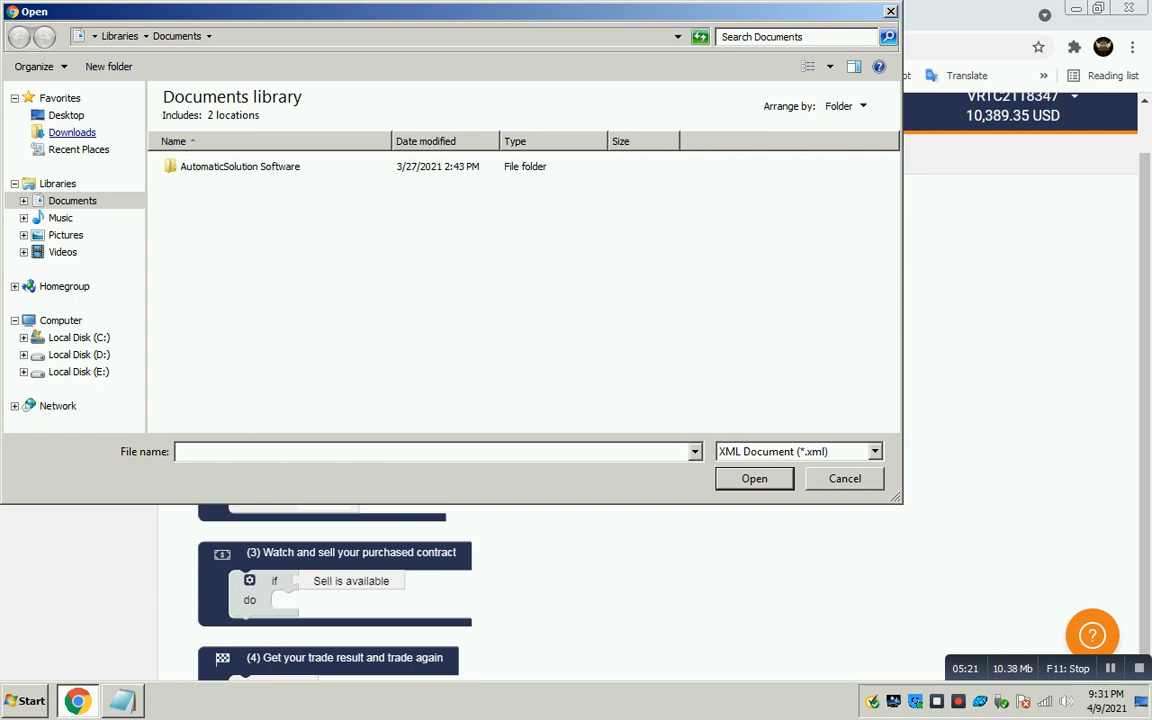 Open
Libraries Documents
Search Documents
Organize New folder
Translate Reading list
Favorites
Desktop
Downloads
Recent Places
Libraries
Documents
Music
Pictures
Videos
Homegroup
Computer
Local Disk (C:)
Local Disk (D:)
Local Disk (E:)
Network
Documents library
Includes: 2 locations
Arrange by: Folder
Name Date modified Type Size
AutomaticSolution Software 3/27/2021 2:43 PM File folder
VRTC2118347
10,389.35 USD
File name: XML Document (*.xml)
Open Cancel
(3) Watch and sell your purchased contract
if Sell is available
do
(4) Get your trade result and trade again
05:21 10.38 Mb F11: Stop
Start
9:31 PM
4/9/2021